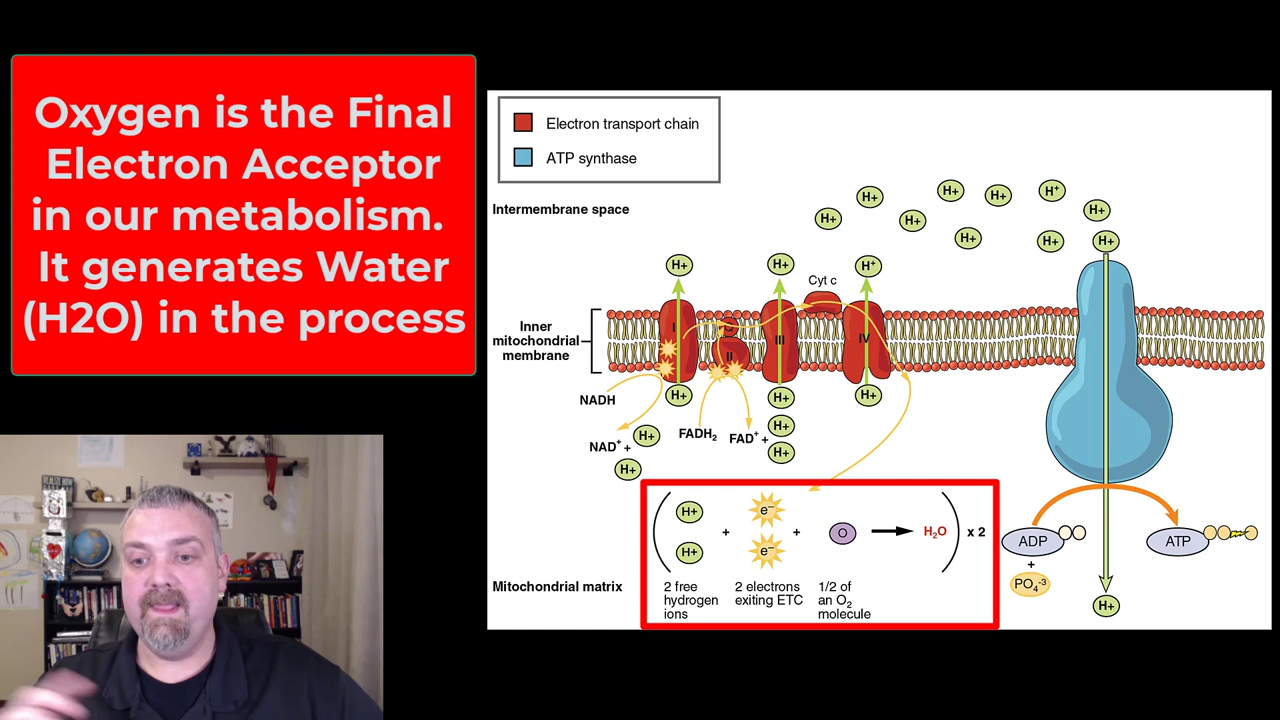 Oxygen is the Final
Electron Acceptor
in our metabolism.
It generates Water
(H2O) in the process
Electron transport chain
ATP synthase
Intermembrane space
H+ H+ H+ H+ H+ H+ H+ H+ H+ H+
H+ H+ H⁺
Cyt c
Inner
mitochondrial
membrane
I Q II III IV
NADH
H+ H+ H+
NAD⁺ + H+
H+
FADH₂ FAD⁺ + H+
H+
H+ e⁻
H+ + e⁻ + O → H₂O x 2
2 free
hydrogen
ions
2 electrons
exiting ETC
1/2 of
an O₂
molecule
Mitochondrial matrix
ADP
+
PO₄⁻³
ATP
H+